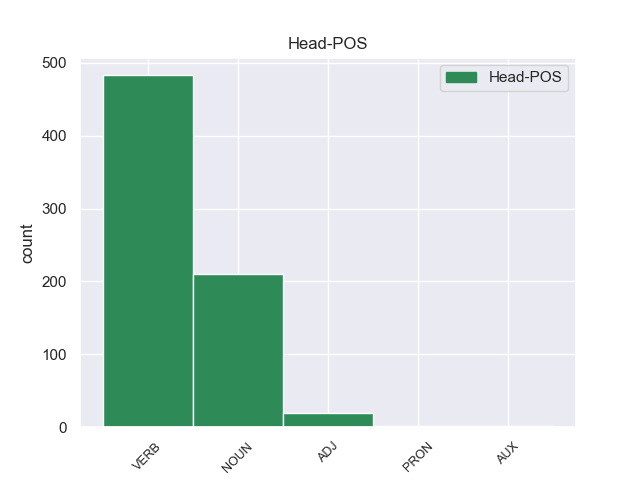 Head-POS
Head-POS
500
400
300
200
100
0
count
VERB
NOUN
ADJ
PRON
AUX